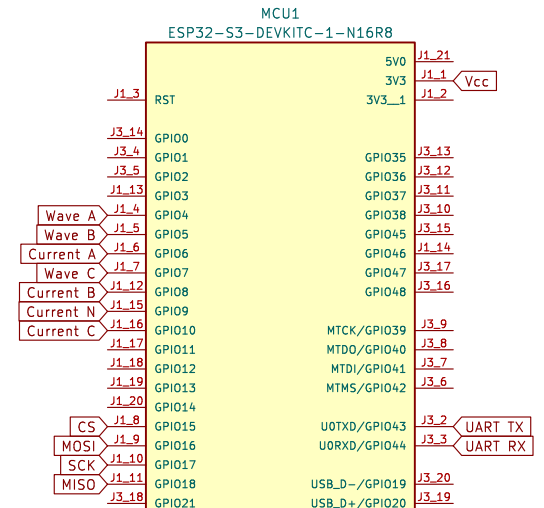 MCU1
ESP32-S3-DEVKITC-1-N16R8
5V0 J1_21
3V3 J1_1 Vcc
J1_3 RST 3V3__1 J1_2
J3_14 GPIO0
J3_4 GPIO1 GPIO35 J3_13
J3_5 GPIO2 GPIO36 J3_12
J1_13 GPIO3 GPIO37 J3_11
Wave A J1_4 GPIO4 GPIO38 J3_10
Wave B J1_5 GPIO5 GPIO45 J3_15
Current A J1_6 GPIO6 GPIO46 J1_14
Wave C J1_7 GPIO7 GPIO47 J3_17
Current B J1_12 GPIO8 GPIO48 J3_16
Current N J1_15 GPIO9
Current C J1_16 GPIO10 MTCK/GPIO39 J3_9
J1_17 GPIO11 MTDO/GPIO40 J3_8
J1_18 GPIO12 MTDI/GPIO41 J3_7
J1_19 GPIO13 MTMS/GPIO42 J3_6
J1_20 GPIO14
CS J1_8 GPIO15 U0TXD/GPIO43 J3_2 UART TX
MOSI J1_9 GPIO16 U0RXD/GPIO44 J3_3 UART RX
SCK J1_10 GPIO17
MISO J1_11 GPIO18 USB_D-/GPIO19 J3_20
J3_18 GPIO21 USB_D+/GPIO20 J3_19